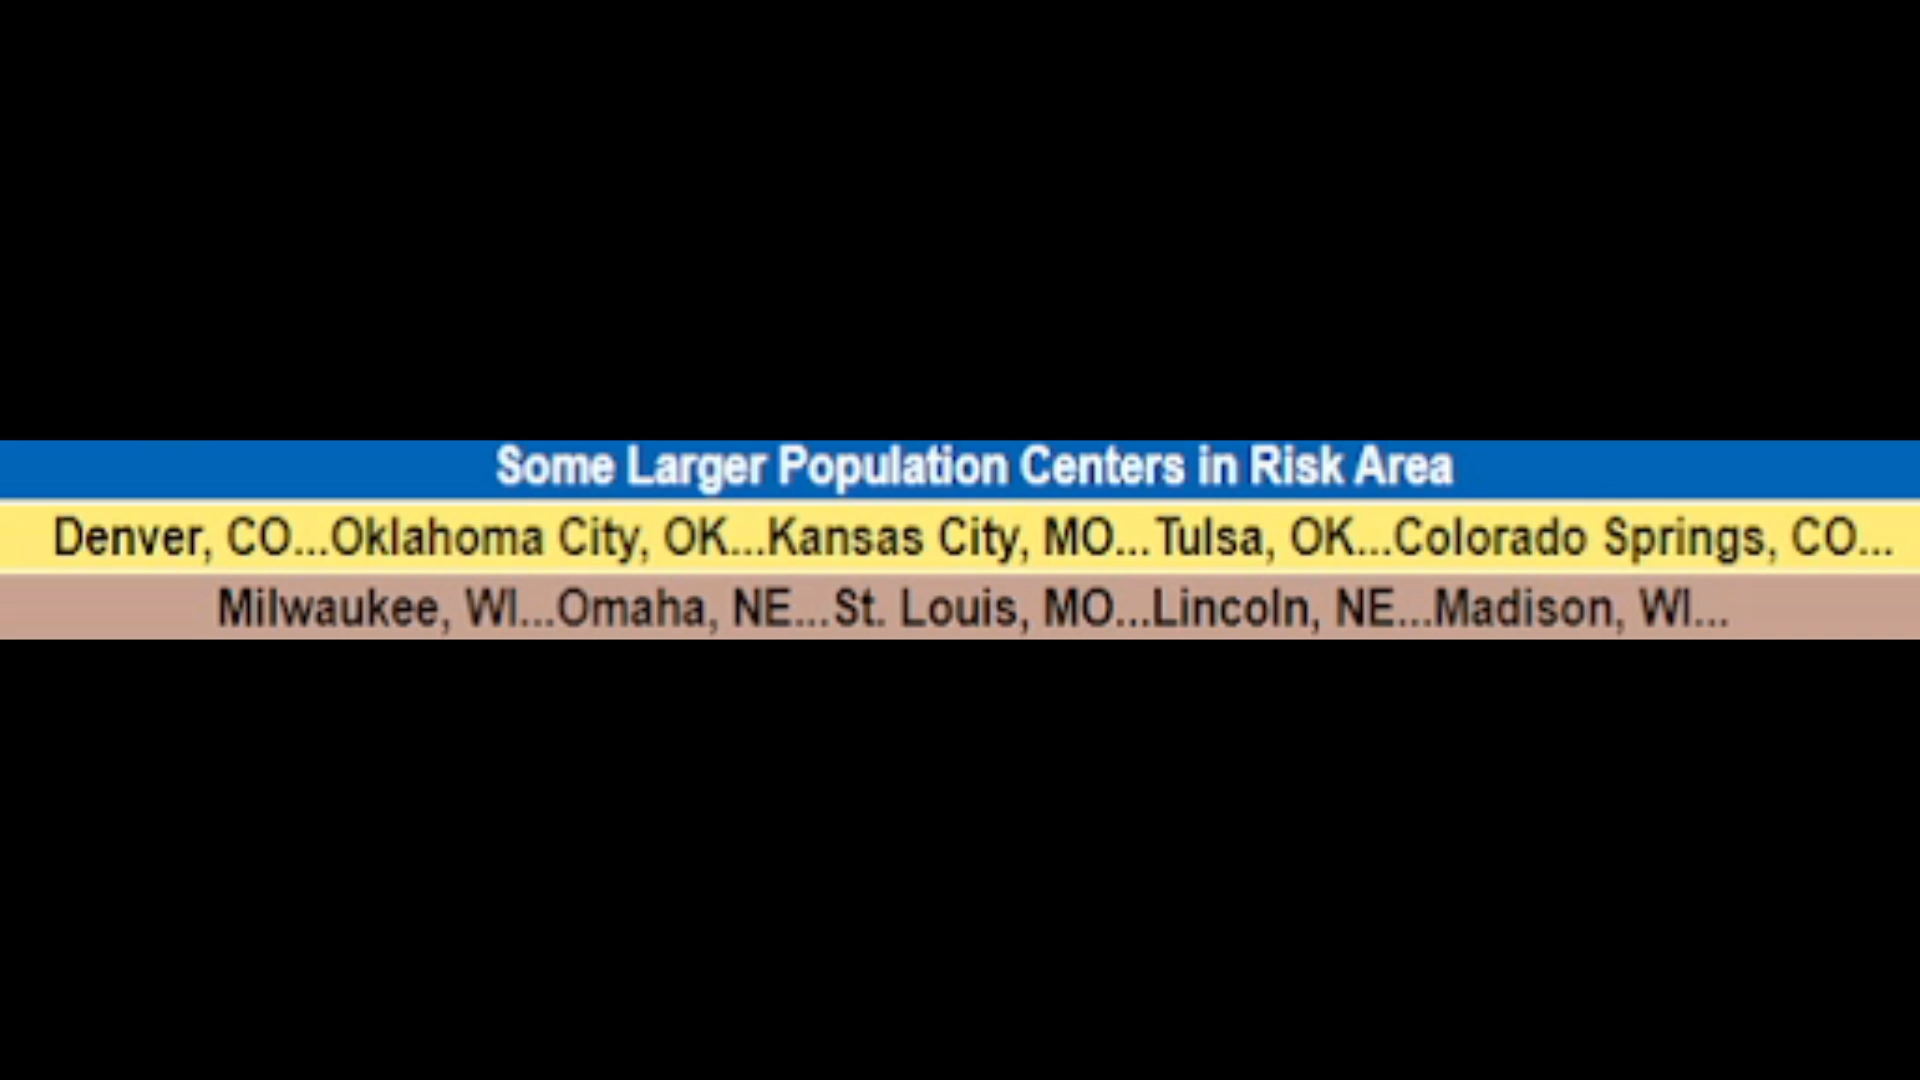 Some Larger Population Centers in Risk Area
Denver, CO...Oklahoma City, OK...Kansas City, MO...Tulsa, OK...Colorado Springs, CO...
Milwaukee, WI...Omaha, NE...St. Louis, MO...Lincoln, NE...Madison, WI...